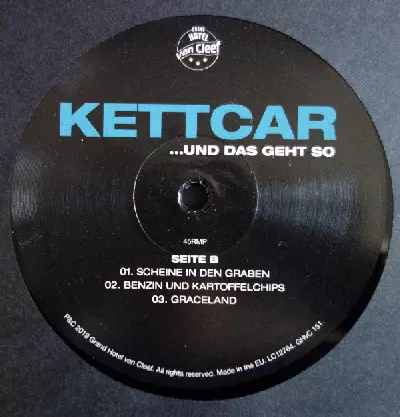 GRAND
HOTEL
van Cleef
KETTCAR
...UND DAS GEHT SO
45RMP
SEITE B
01. SCHEINE IN DEN GRABEN
02. BENZIN UND KARTOFFELCHIPS
03. GRACELAND
P&C 2019 Grand Hotel van Cleef. All rights reserved. Made in the EU. LC12764. GHvC 151.